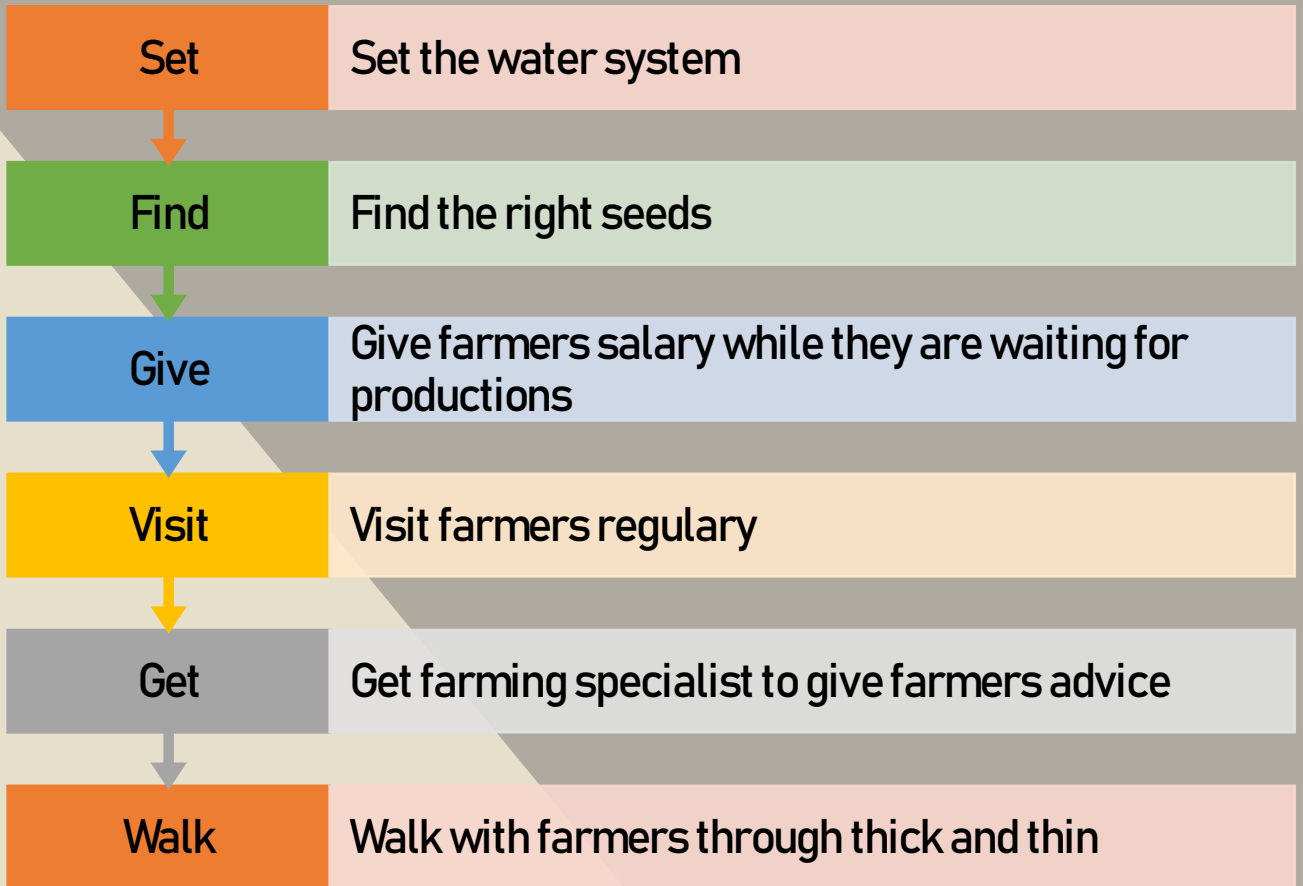 Set
Set the water system
Find
Find the right seeds
Give
Give farmers salary while they are waiting for
productions
Visit
Visit farmers regulary
Get
Get farming specialist to give farmers advice
Walk
Walk with farmers through thick and thin